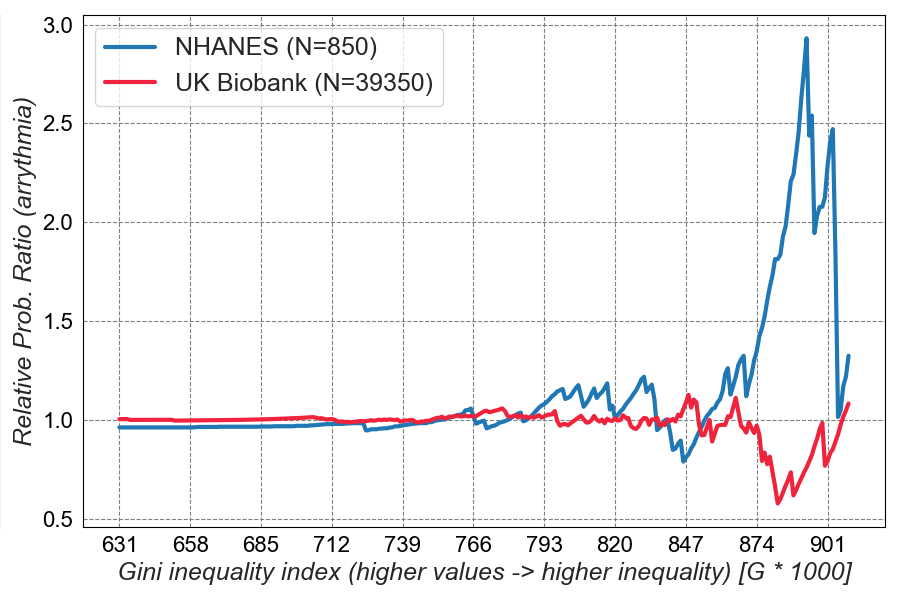 NHANES (N=850)
UK Biobank (N=39350)
Relative Prob. Ratio (arrythmia)
3.0
2.5
2.0
1.5
1.0
0.5
631 658 685 712 739 766 793 820 847 874 901
Gini inequality index (higher values -> higher inequality) [G * 1000]